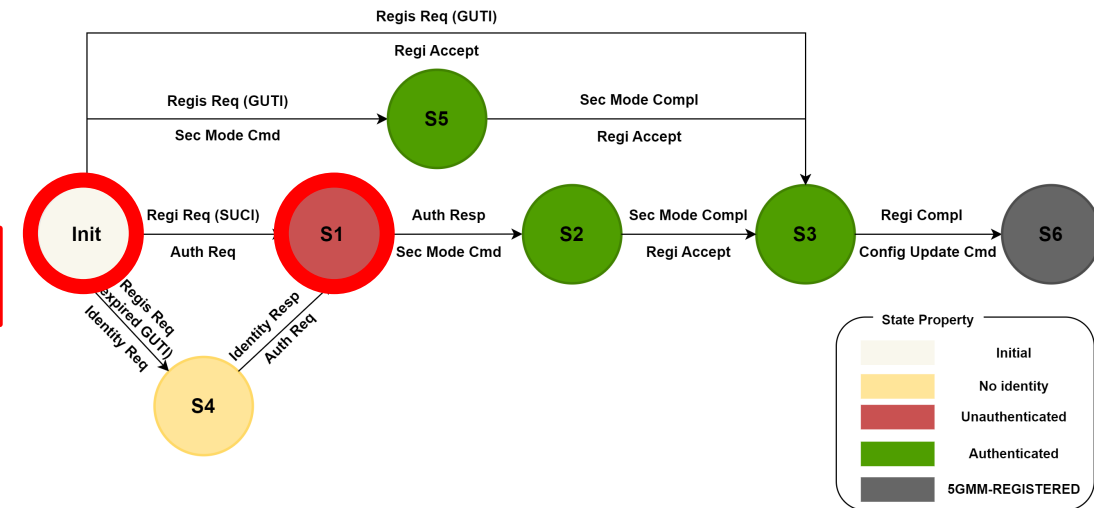 Regis Req (GUTI)
Regi Accept
Regis Req (GUTI)
Sec Mode Cmd
S5
Sec Mode Compl
Regi Accept
Init
Regi Req (SUCI)
Auth Req
S1
Auth Resp
Sec Mode Cmd
S2
Sec Mode Compl
Regi Accept
S3
Regi Compl
Config Update Cmd
S6
Regis Req
expired GUTI)
Identity Req
Identity Resp
Auth Req
S4
State Property
Initial
No identity
Unauthenticated
Authenticated
5GMM-REGISTERED